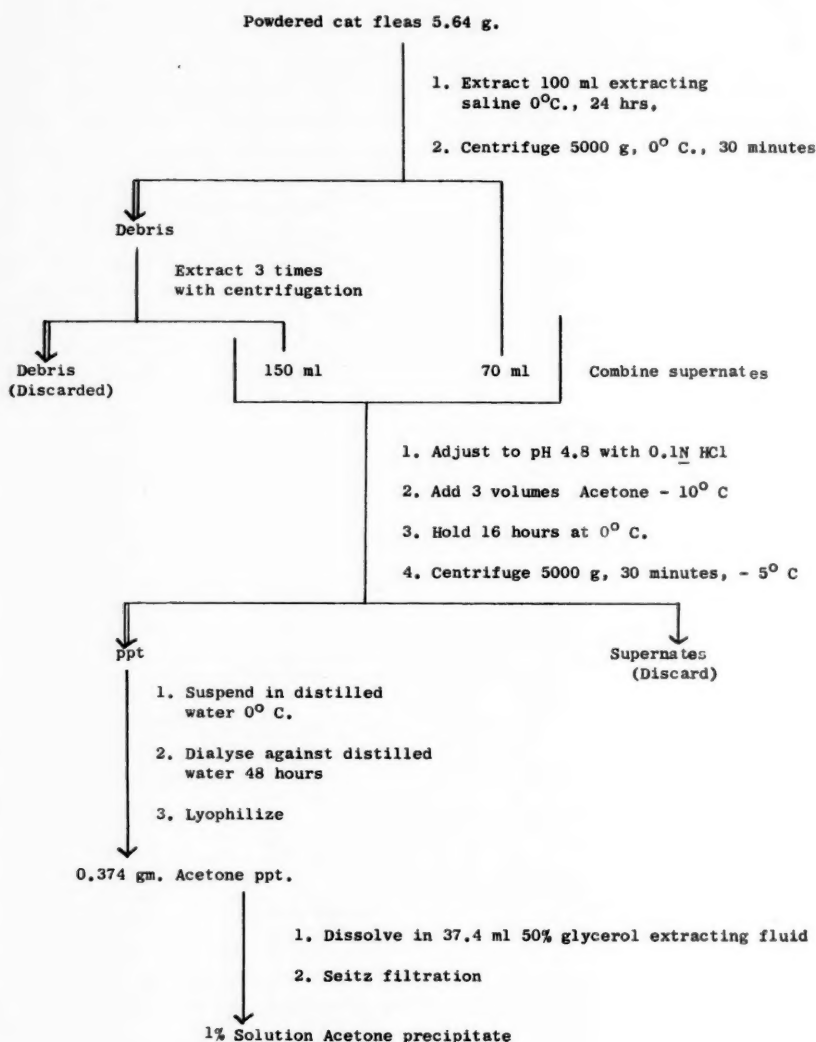 Powdered cat fleas 5.64 g.
1. Extract 100 ml extracting
saline 0°C., 24 hrs,
2. Centrifuge 5000 g, 0° C., 30 minutes
Debris
Extract 3 times
with centrifugation
Debris
(Discarded)
150 ml
70 ml
Combine supernates
1. Adjust to pH 4.8 with 0.1N HCl
2. Add 3 volumes Acetone - 10° C
3. Hold 16 hours at 0° C.
4. Centrifuge 5000 g, 30 minutes, - 5° C
ppt
Supernates
(Discard)
1. Suspend in distilled
water 0° C.
2. Dialyse against distilled
water 48 hours
3. Lyophilize
0.374 gm. Acetone ppt.
1. Dissolve in 37.4 ml 50% glycerol extracting fluid
2. Seitz filtration
1% Solution Acetone precipitate